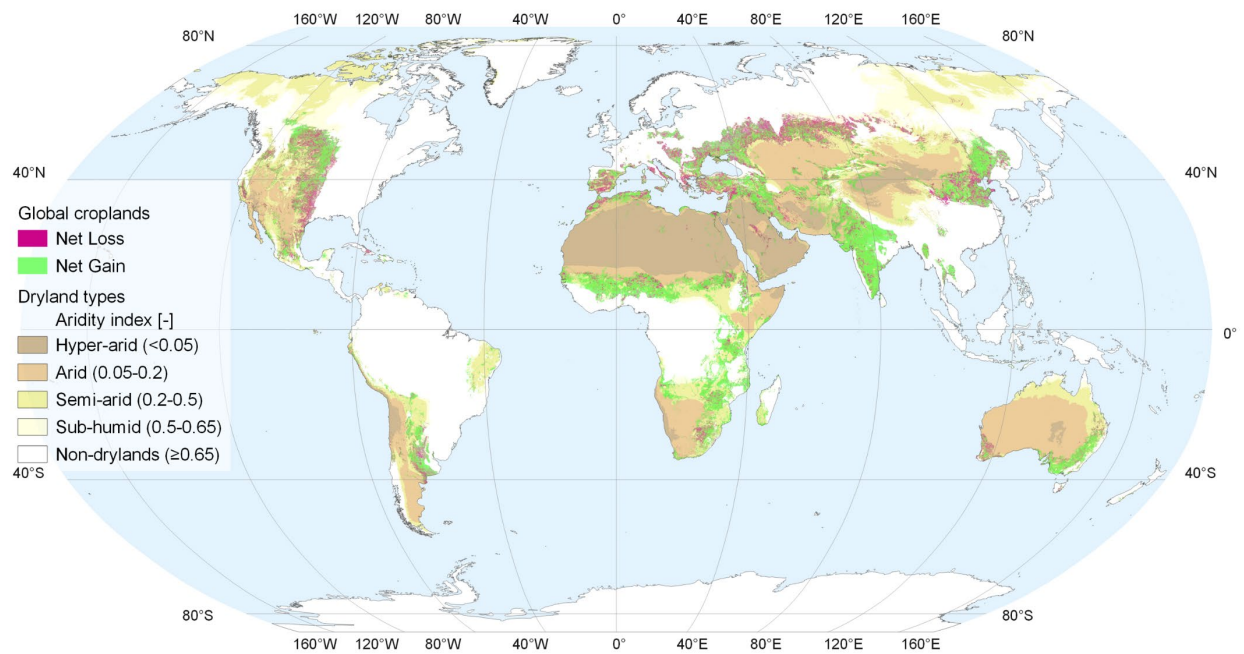 160°W 120°W 80°W 40°W 0° 40°E 80°E 120°E 160°E
80°N 80°N
40°N 40°N
Global croplands
Net Loss
Net Gain
Dryland types
Aridity index [-]
Hyper-arid (<0.05)
0°
Arid (0.05-0.2)
Semi-arid (0.2-0.5)
Sub-humid (0.5-0.65)
Non-drylands (≥0.65)
40°S 40°S
80°S 80°S
160°W 120°W 80°W 40°W 0° 40°E 80°E 120°E 160°E